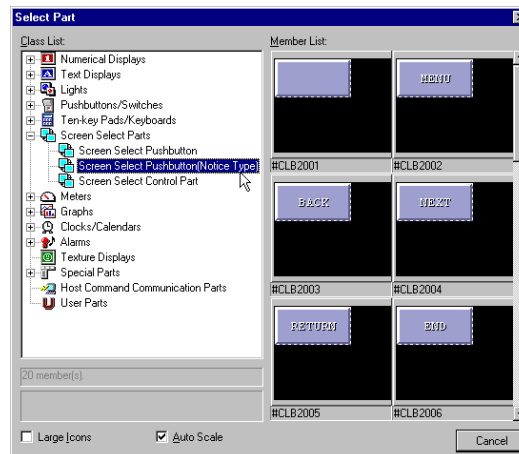 Select Part
Class List:
Numerical Displays
Text Displays
Lights
Pushbuttons/Switches
Ten-key Pads/Keyboards
Screen Select Parts
Screen Select Pushbutton
Screen Select Pushbutton(Notice Type)
Screen Select Control Part
Meters
Graphs
Clocks/Calendars
Alarms
Texture Displays
Special Parts
Host Command Communication Parts
User Parts
20 member(s).
Large Icons
Auto Scale
Member List:
MENU
#CLB2001 #CLB2002
BACK NEXT
#CLB2003 #CLB2004
RETURN END
#CLB2005 #CLB2006
Cancel